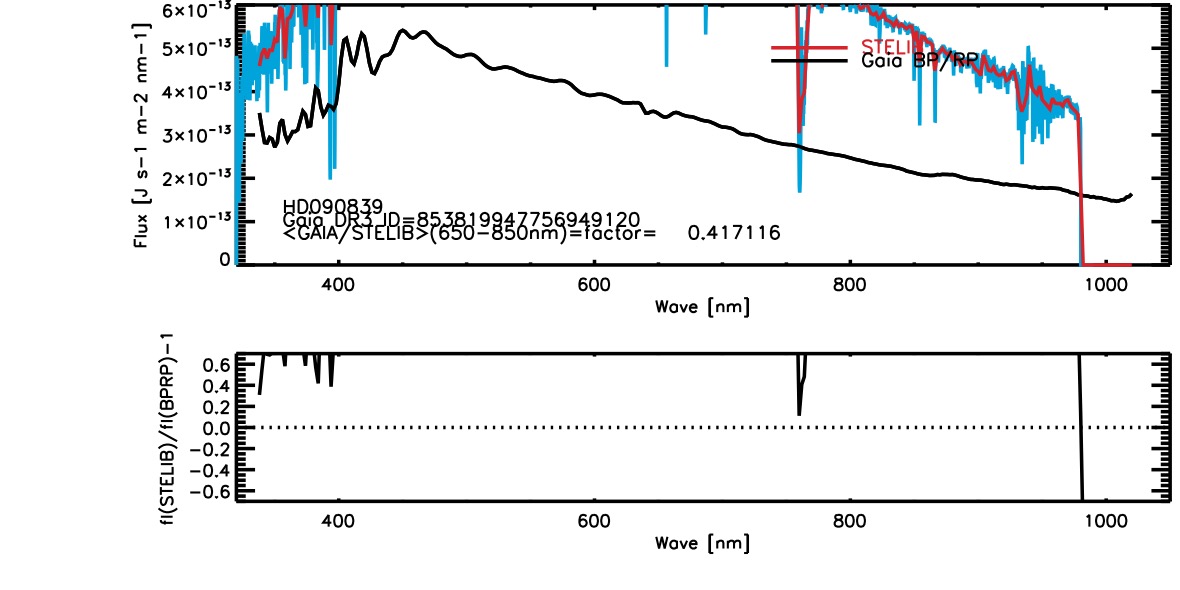 6×10−13
5×10−13
4×10−13
3×10−13
2×10−13
1×10−13
0
Flux [J s−1 m−2 nm−1]
STELIB
Gaia BP/RP
HD090839
Gaia DR3 ID=853819947756949120
<GAIA/STELIB>(650−850nm)=factor= 0.417116
400 600 800 1000
Wave [nm]
fl(STELIB)/fl(BPRP)−1
0.6
0.4
0.2
0.0
−0.2
−0.4
−0.6
400 600 800 1000
Wave [nm]